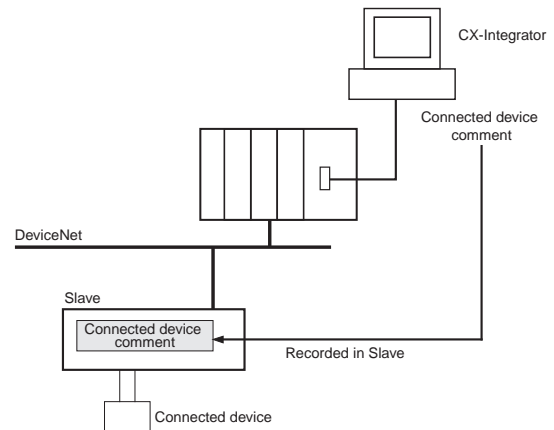 CX-Integrator
Connected device
comment
DeviceNet
Slave
Connected device
comment
Recorded in Slave
Connected device